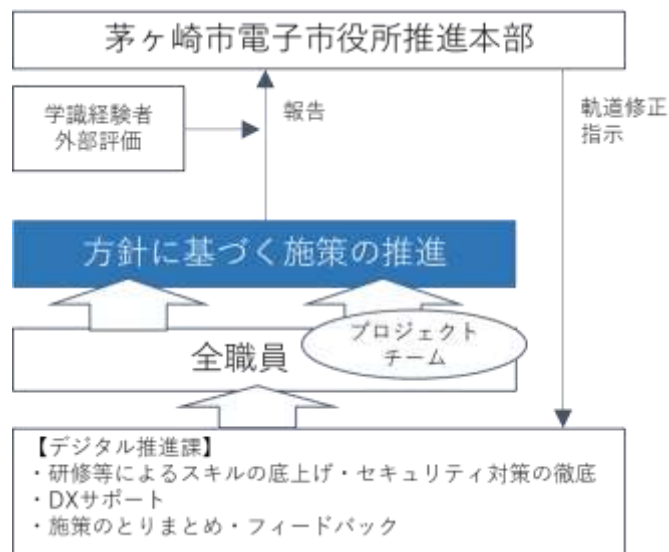 茅ヶ崎市電子市役所推進本部
学識経験者
外部評価
報告
軌道修正
指示
方針に基づく施策の推進
プロジェクト
チーム
全職員
【デジタル推進課】
・研修等によるスキルの底上げ・セキュリティ対策の徹底
・DXサポート
・施策のとりまとめ・フィードバック